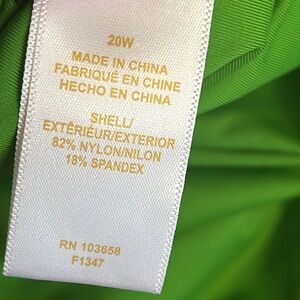 20W
MADE IN CHINA
FABRIQUÉ EN CHINE
HECHO EN CHINA
SHELL/
EXTÉRIEUR/EXTERIOR
82% NYLON/NILON
18% SPANDEX
RN 103658
F1347